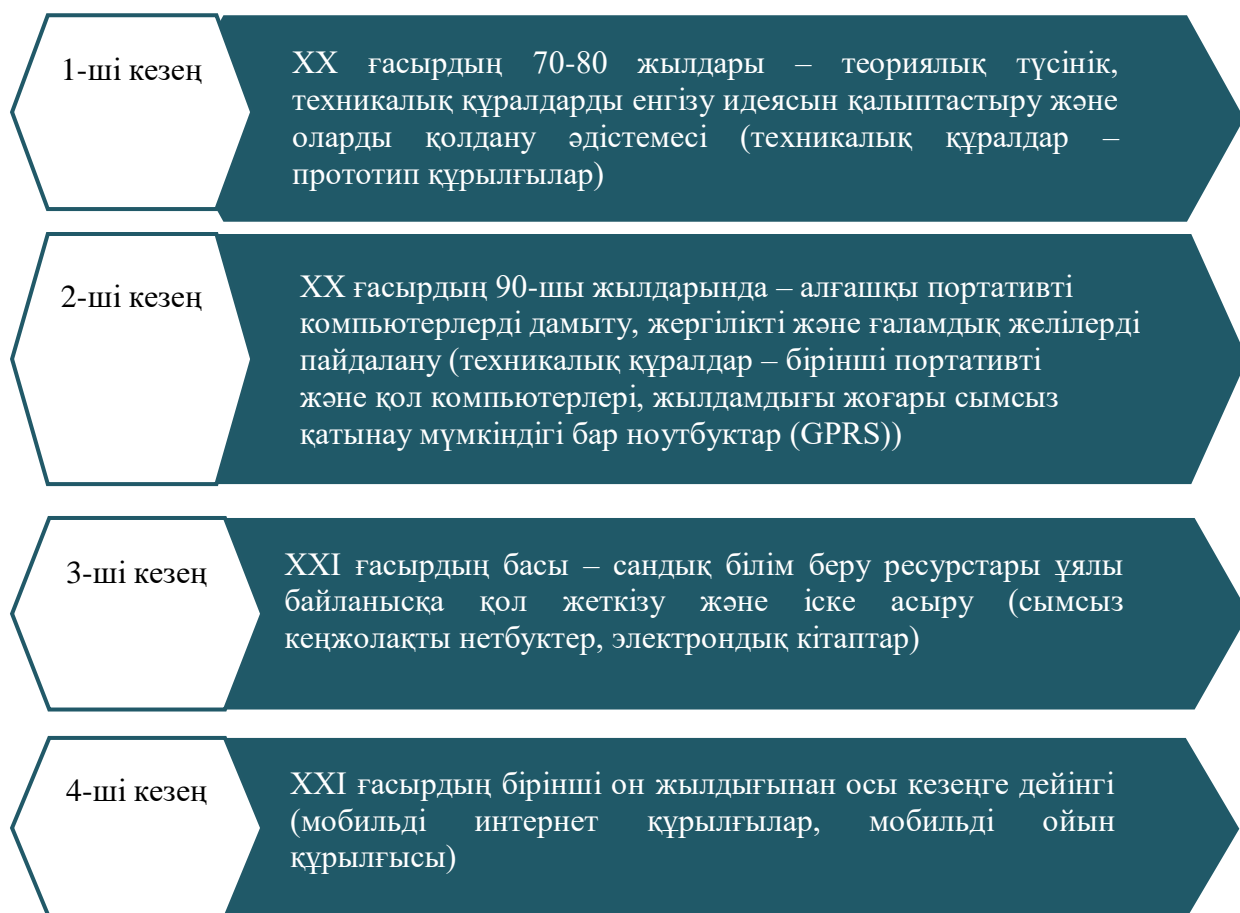 1-ші кезең
ХХ ғасырдың 70-80 жылдары – теориялық түсінік,
техникалық құралдарды енгізу идеясын қалыптастыру және
оларды қолдану әдістемесі (техникалық құралдар –
прототип құрылғылар)
2-ші кезең
ХХ ғасырдың 90-шы жылдарында – алғашқы портативті
компьютерлерді дамыту, жергілікті және ғаламдық желілерді
пайдалану (техникалық құралдар – бірінші портативті
және қол компьютерлері, жылдамдығы жоғары сымсыз
қатынау мүмкіндігі бар ноутбуктар (GPRS))
3-ші кезең
ХХІ ғасырдың басы – сандық білім беру ресурстары ұялы
байланысқа қол жеткізу және іске асыру (сымсыз
кеңжолақты нетбуктер, электрондық кітаптар)
4-ші кезең
ХХІ ғасырдың бірінші он жылдығынан осы кезеңге дейінгі
(мобильді интернет құрылғылар, мобильді ойын
құрылғысы)